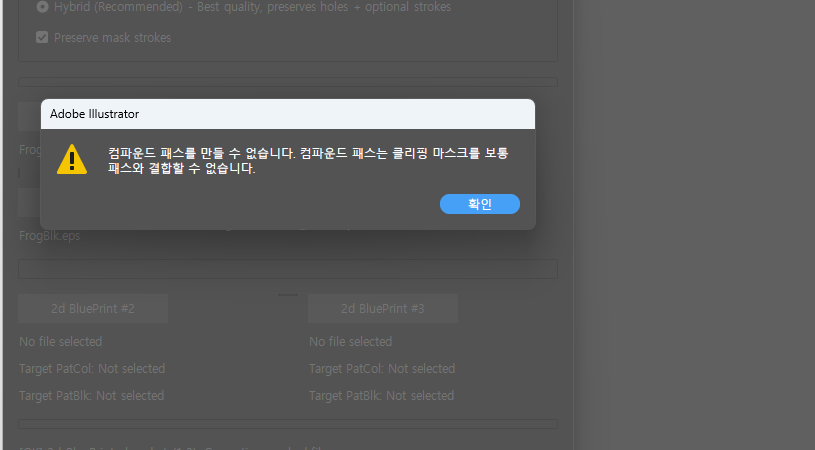 Hybrid (Recommended) - Best quality, preserves holes + optional strokes
Preserve mask strokes
Adobe Illustrator
컴파운드 패스를 만들 수 없습니다. 컴파운드 패스는 클리핑 마스크를 보통
패스와 결합할 수 없습니다.
확인
FrogBlk.eps
2d BluePrint #2
2d BluePrint #3
No file selected
No file selected
Target PatCol: Not selected
Target PatCol: Not selected
Target PatBlk: Not selected
Target PatBlk: Not selected